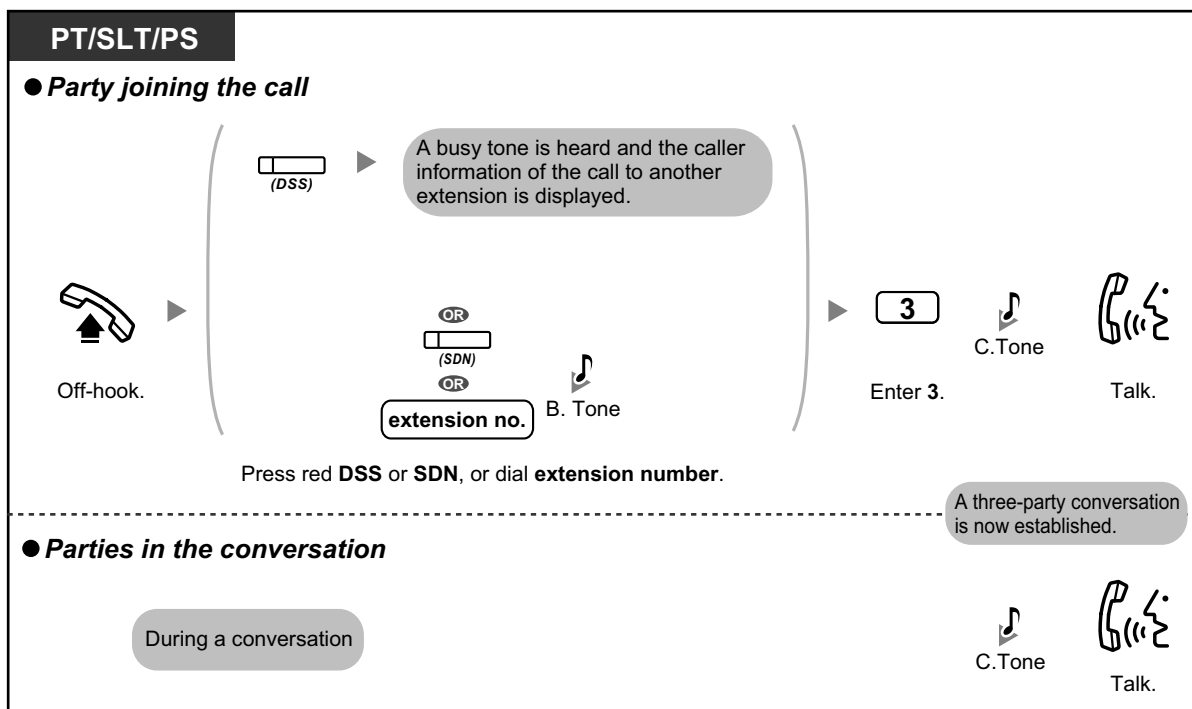 PT/SLT/PS
Party joining the call
(DSS)
A busy tone is heard and the caller
information of the call to another
extension is displayed.
OR
(SDN)
OR
extension no.
B. Tone
3
C.Tone
Off-hook.
Enter 3.
Talk.
Press red DSS or SDN, or dial extension number.
A three-party conversation
is now established.
Parties in the conversation
During a conversation
C.Tone
Talk.